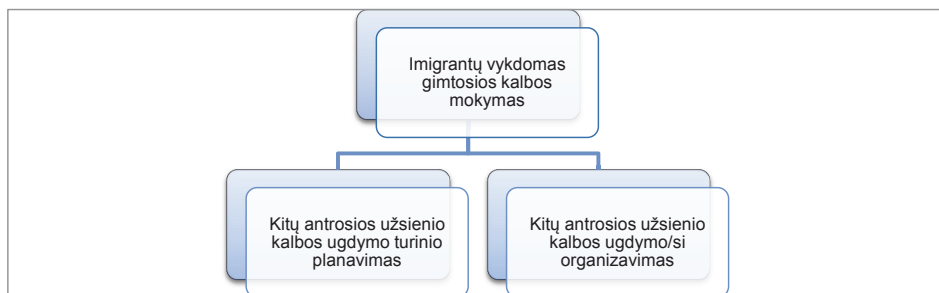 Imigrantų vykdomas
gimtosios kalbos
mokymas
Kitų antrosios užsienio
kalbos ugdymo turinio
planavimas
Kitų antrosios užsienio
kalbos ugdymo/si
organizavimas